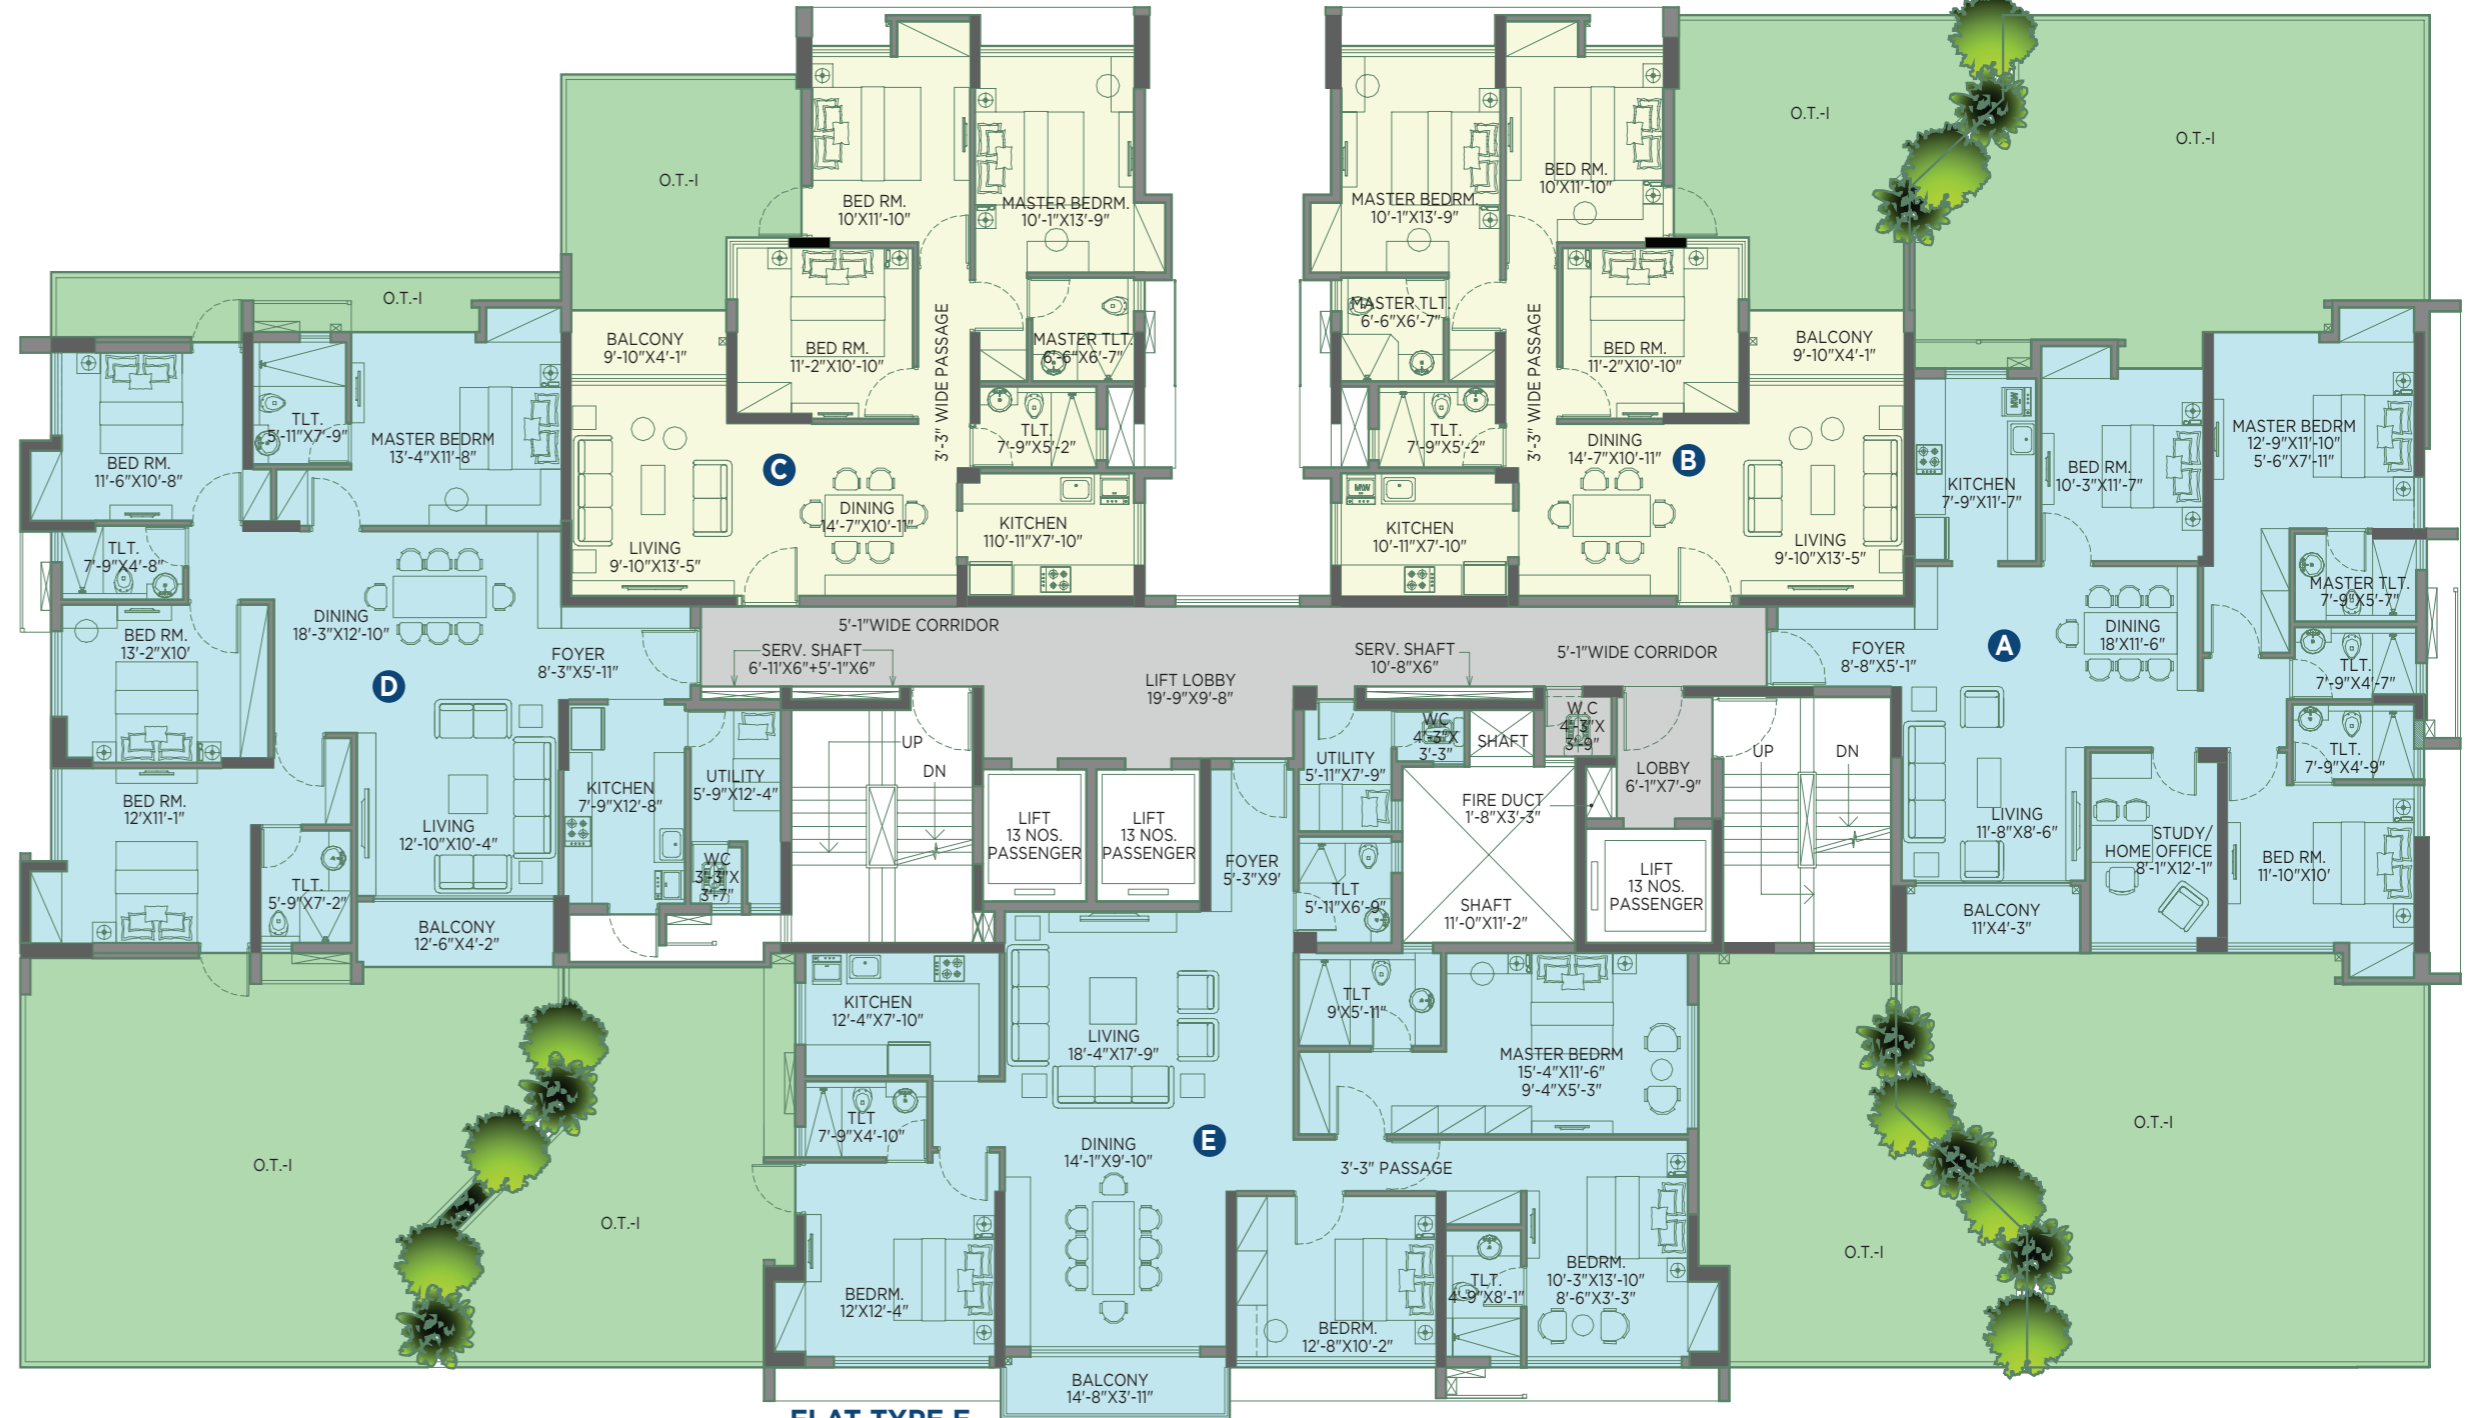 O.T.-I
O.T.-I
BED RM.
10'X11'-10"
MASTER BEDRM.
10'-1"X13'-9"
BED RM.
11'-2"X10'-10"
MASTER TLT.
6'-6"X6'-7"
3'-3" WIDE PASSAGE
TLT.
7'-9"X5'-2"
BALCONY
9'-10"X4'-1"
C
DINING
14'-7"X10'-11"
LIVING
9'-10"X13'-5"
KITCHEN
110'-11"X7'-10"
MASTER BEDRM.
10'-1"X13'-9"
BED RM.
10'X11'-10"
MASTER TLT.
6'-6"X6'-7"
3'-3" WIDE PASSAGE
BED RM.
11'-2"X10'-10"
TLT.
7'-9"X5'-2"
DINING
14'-7"X10'-11"
B
BALCONY
9'-10"X4'-1"
KITCHEN
10'-11"X7'-10"
LIVING
9'-10"X13'-5"
O.T.-I
O.T.-I
BED RM.
11'-6"X10'-8"
TLT.
5'-11"X7'-9"
MASTER BEDRM
13'-4"X11'-8"
TLT.
7'-9"X4'-8"
BED RM.
13'-2"X10'
DINING
18'-3"X12'-10"
D
FOYER
8'-3"X5'-11"
BED RM.
12'X11'-1"
TLT.
5'-9"X7'-2"
LIVING
12'-10"X10'-4"
BALCONY
12'-6"X4'-2"
KITCHEN
7'-9"X12'-8"
UTILITY
5'-9"X12'-4"
WC
3'-3"X
3'-7"
5'-1"WIDE CORRIDOR
SERV. SHAFT
6'-11'X6"+5'-1"X6"
LIFT LOBBY
19'-9"X9'-8"
SERV. SHAFT
10'-8"X6"
5'-1"WIDE CORRIDOR
UP
DN
LIFT
13 NOS.
PASSENGER
LIFT
13 NOS.
PASSENGER
FOYER
5'-3"X9'
UTILITY
5'-11"X7'-9"
WC
4'-3"X
3'-3"
SHAFT
W.C
4'-3"X
3'-9"
LOBBY
6'-1"X7'-9"
FIRE DUCT
1'-8"X3'-3"
TLT
5'-11"X6'-9"
SHAFT
11'-0"X11'-2"
LIFT
13 NOS.
PASSENGER
UP
DN
KITCHEN
7'-9"X11'-7"
MW
BED RM.
10'-3"X11'-7"
MASTER BEDRM
12'-9"X11'-10"
5'-6"X7'-11"
MASTER TLT.
7'-9"X5'-7"
FOYER
8'-8"X5'-1"
A
DINING
18'X11'-6"
TLT.
7'-9"X4'-7"
TLT.
7'-9"X4'-9"
LIVING
11'-8"X8'-6"
STUDY/
HOME OFFICE
8'-1"X12'-1"
BED RM.
11'-10"X10'
BALCONY
11'X4'-3"
O.T.-I
O.T.-I
KITCHEN
12'-4"X7'-10"
LIVING
18'-4"X17'-9"
TLT
9'X5'-11"
MASTER BEDRM
15'-4"X11'-6"
9'-4"X5'-3"
TLT
7'-9"X4'-10"
DINING
14'-1"X9'-10"
E
3'-3" PASSAGE
BEDRM.
12'X12'-4"
BEDRM.
12'-8"X10'-2"
TLT.
4'-9"X8'-1"
BEDRM.
10'-3"X13'-10"
8'-6"X3'-3"
BALCONY
14'-8"X3'-11"
O.T.-I
O.T.-I
FLAT TYPE E